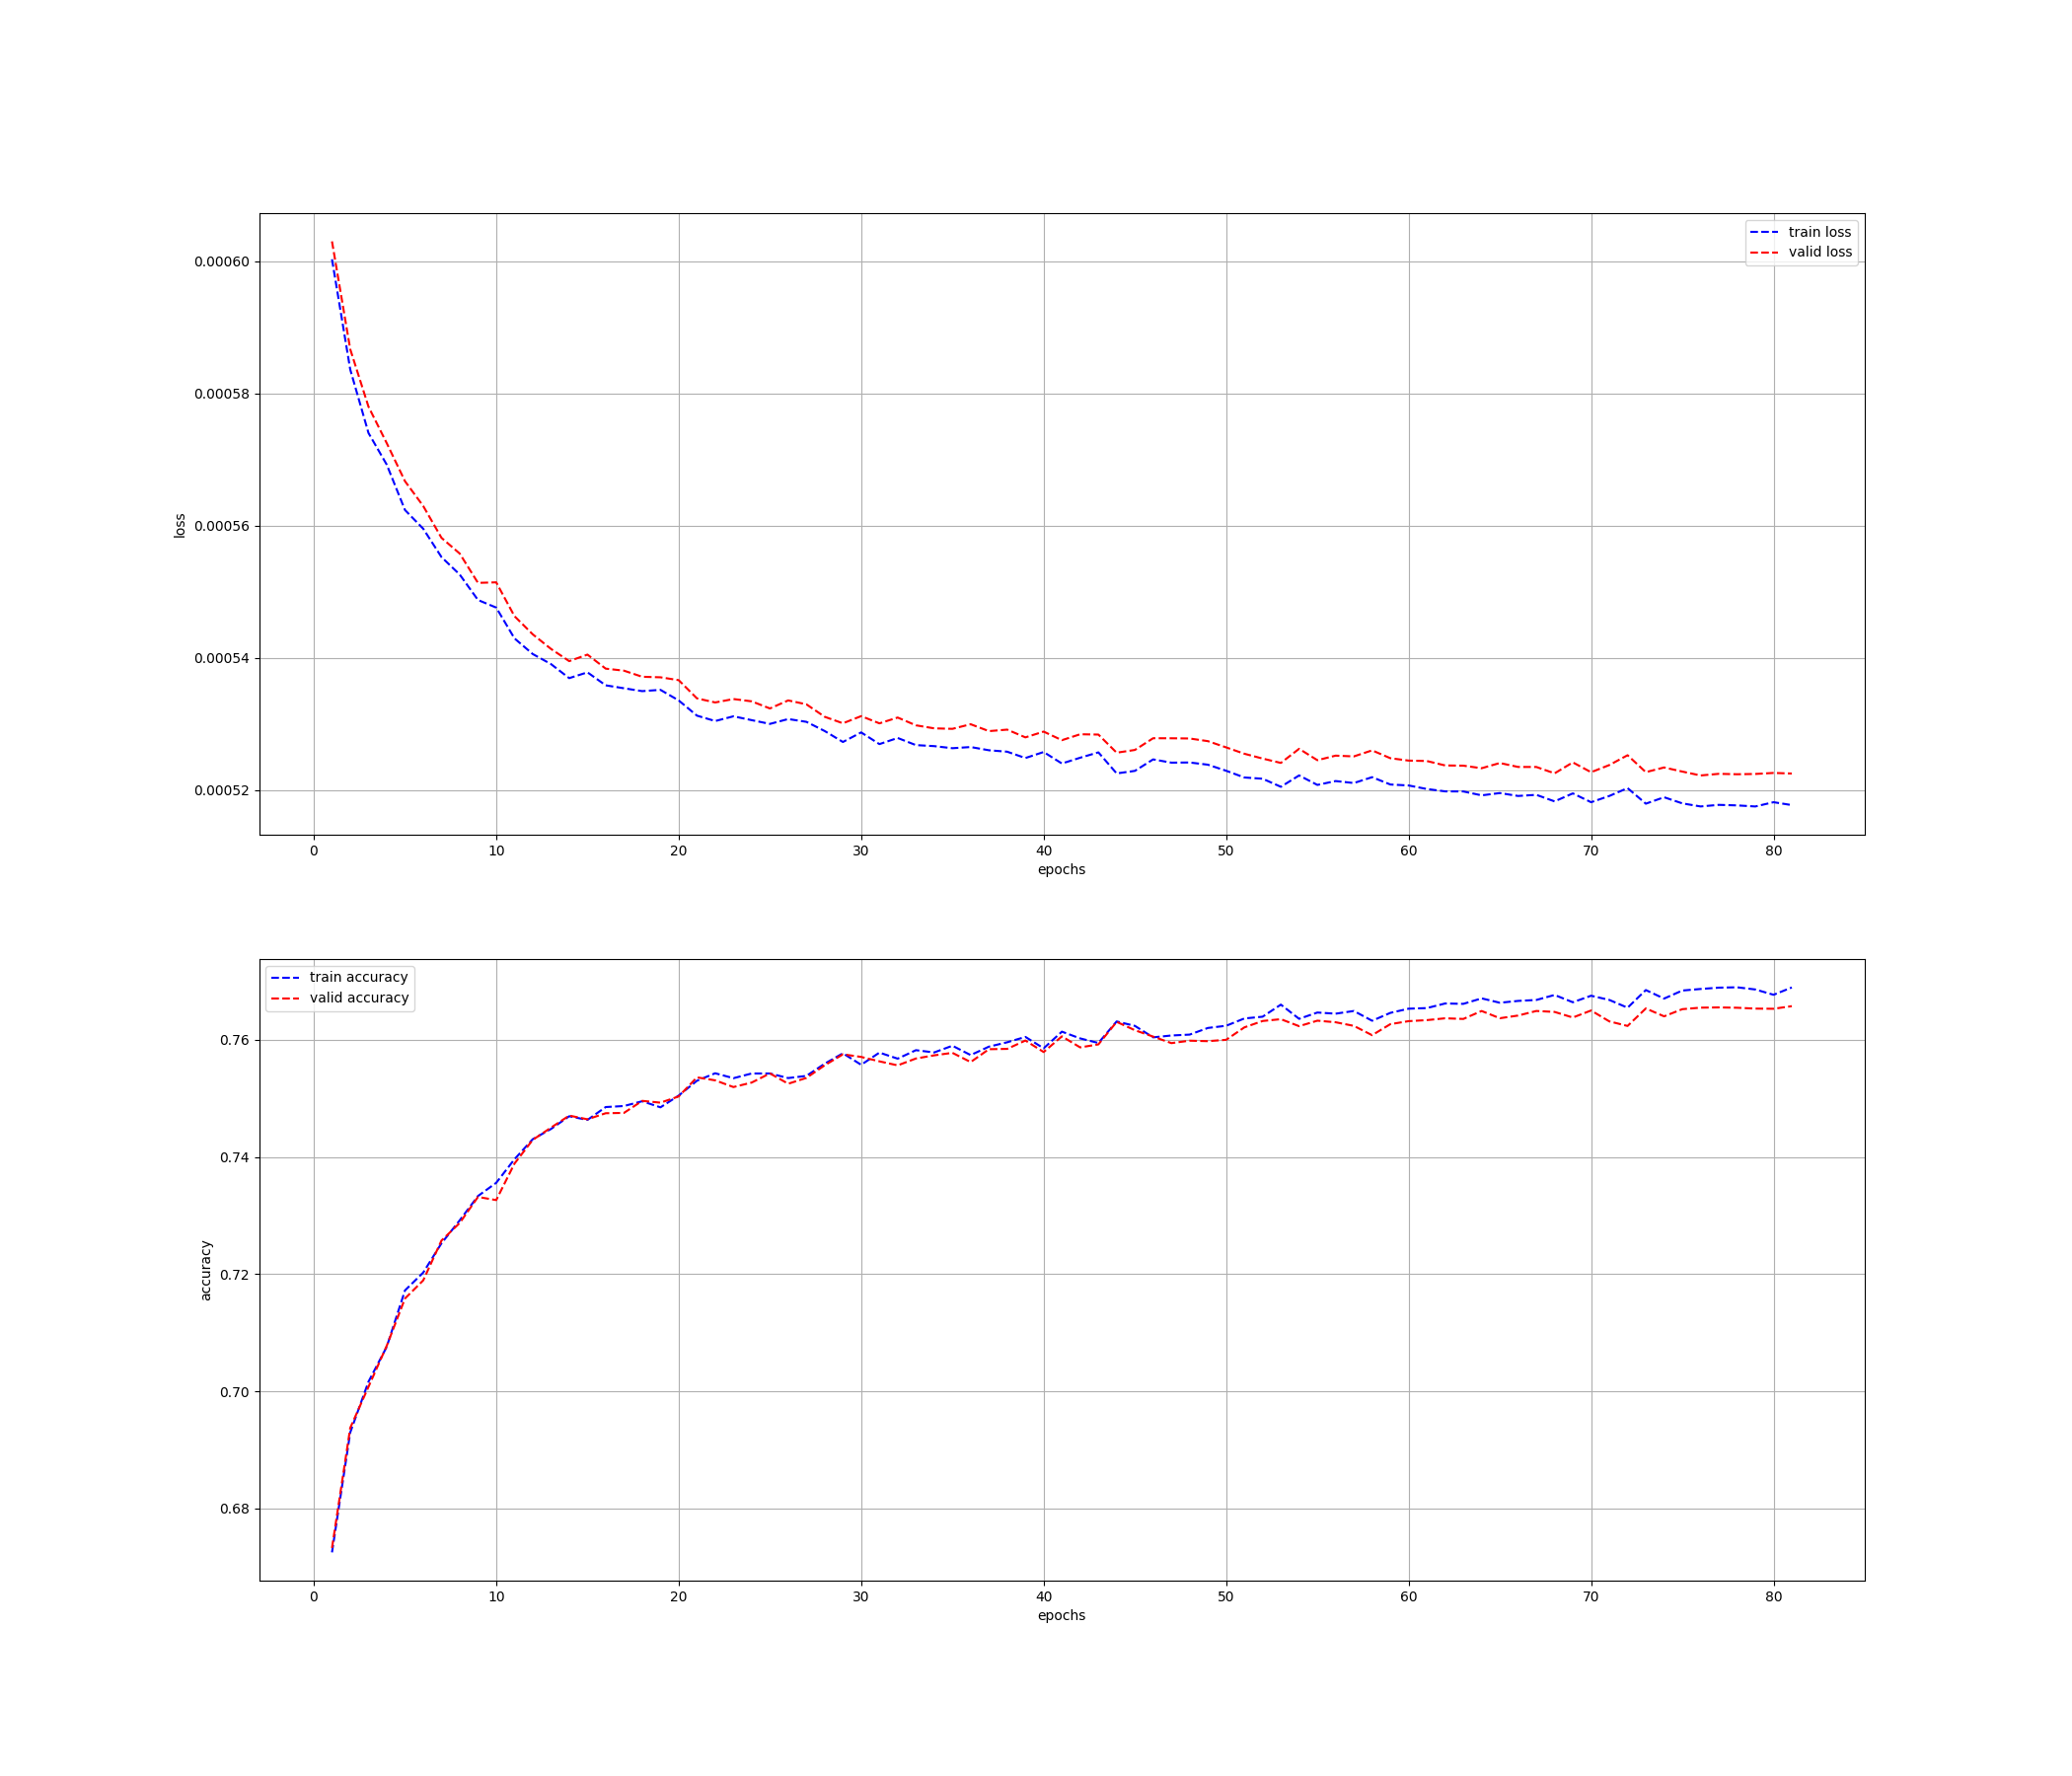 train loss
valid loss
0.00060
0.00058
0.00056
0.00054
0.00052
loss
0 10 20 30 40 50 60 70 80
epochs
train accuracy
valid accuracy
0.76
0.74
0.72
0.70
0.68
accuracy
0 10 20 30 40 50 60 70 80
epochs